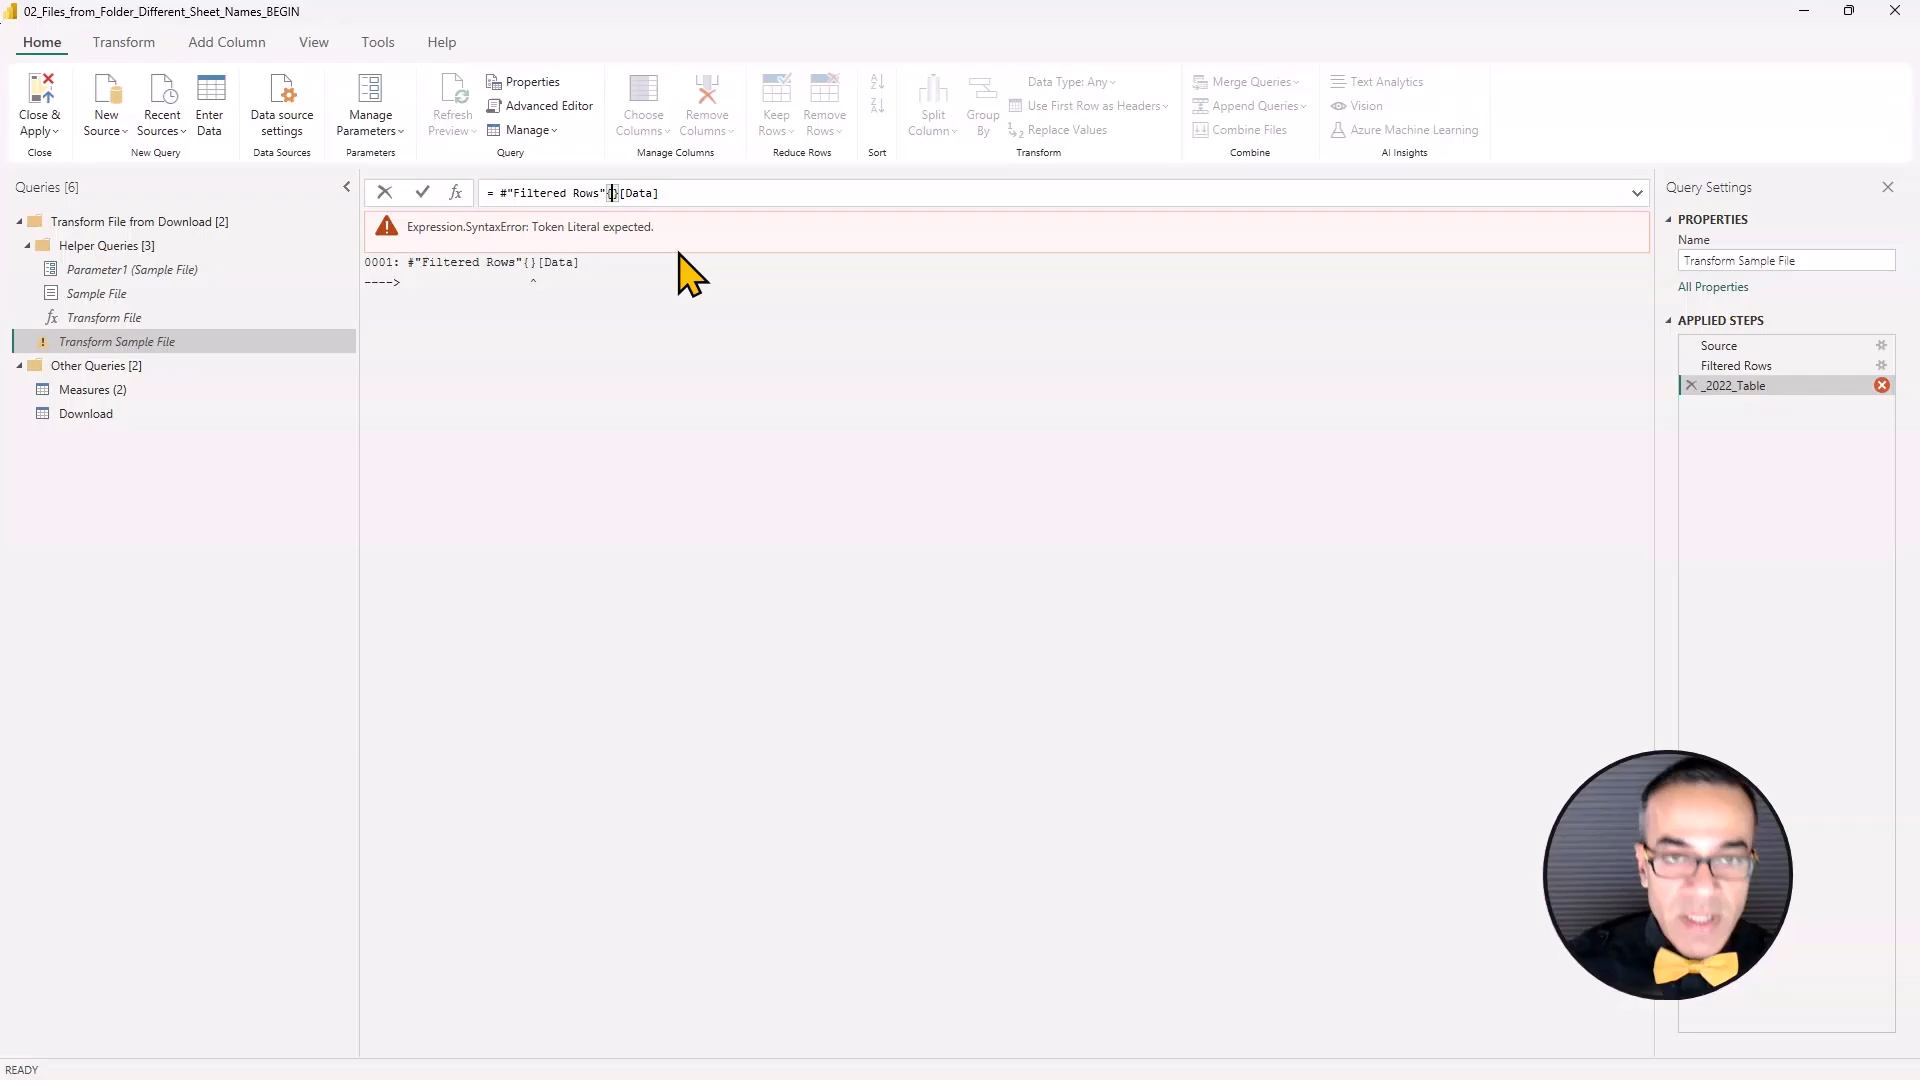 02_Files_from_Folder_Different_Sheet_Names_BEGIN
Home Transform Add Column View Tools Help
Close & Apply
Close
New Source
Recent Sources
Enter Data
New Query
Data source settings
Data Sources
Manage Parameters
Parameters
Refresh Preview
Properties
Advanced Editor
Manage
Query
Choose Columns
Remove Columns
Manage Columns
Keep Rows
Remove Rows
Reduce Rows
Sort
Split Column
Group By
Data Type: Any
Use First Row as Headers
Replace Values
Transform
Merge Queries
Append Queries
Combine Files
Combine
Text Analytics
Vision
Azure Machine Learning
AI Insights
Queries [6]
Transform File from Download [2]
Helper Queries [3]
Parameter1 (Sample File)
Sample File
Transform File
Transform Sample File
Other Queries [2]
Measures (2)
Download
= #"Filtered Rows"{}[Data]
Expression.SyntaxError: Token Literal expected.
0001: #"Filtered Rows"{}[Data]
----> ^
Query Settings
PROPERTIES
Name
Transform Sample File
All Properties
APPLIED STEPS
Source
Filtered Rows
_2022_Table
READY